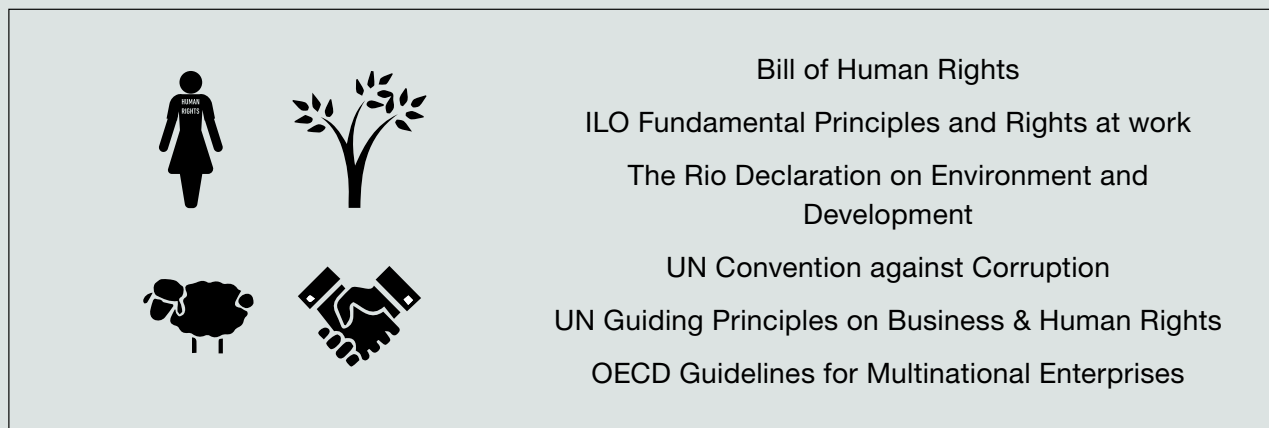 HUMAN
RIGHTS
Bill of Human Rights
ILO Fundamental Principles and Rights at work
The Rio Declaration on Environment and
Development
UN Convention against Corruption
UN Guiding Principles on Business & Human Rights
OECD Guidelines for Multinational Enterprises